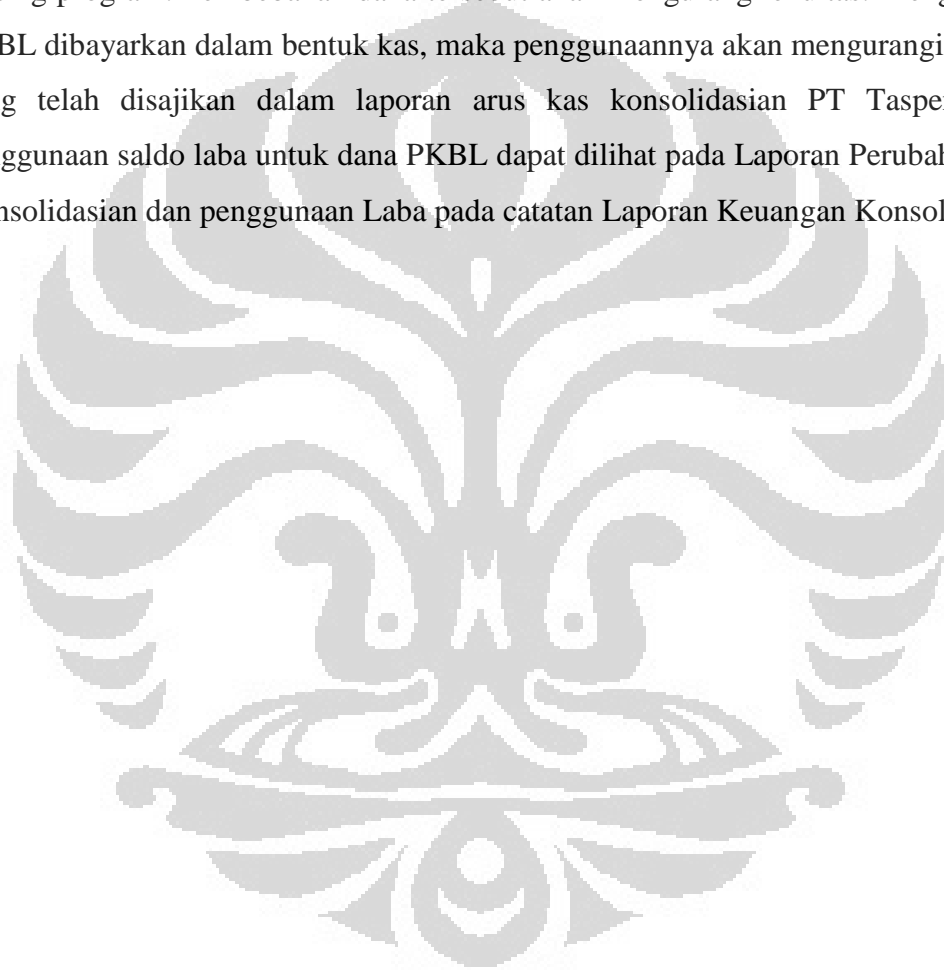 BL dibayarkan dalam bentuk kas, maka penggunaannya akan mengurangi
g telah disajikan dalam laporan arus kas konsolidasian PT Taspe
ggunaan saldo laba untuk dana PKBL dapat dilihat pada Laporan Perubah
nsolidasian dan penggunaan Laba pada catatan Laporan Keuangan Konsol